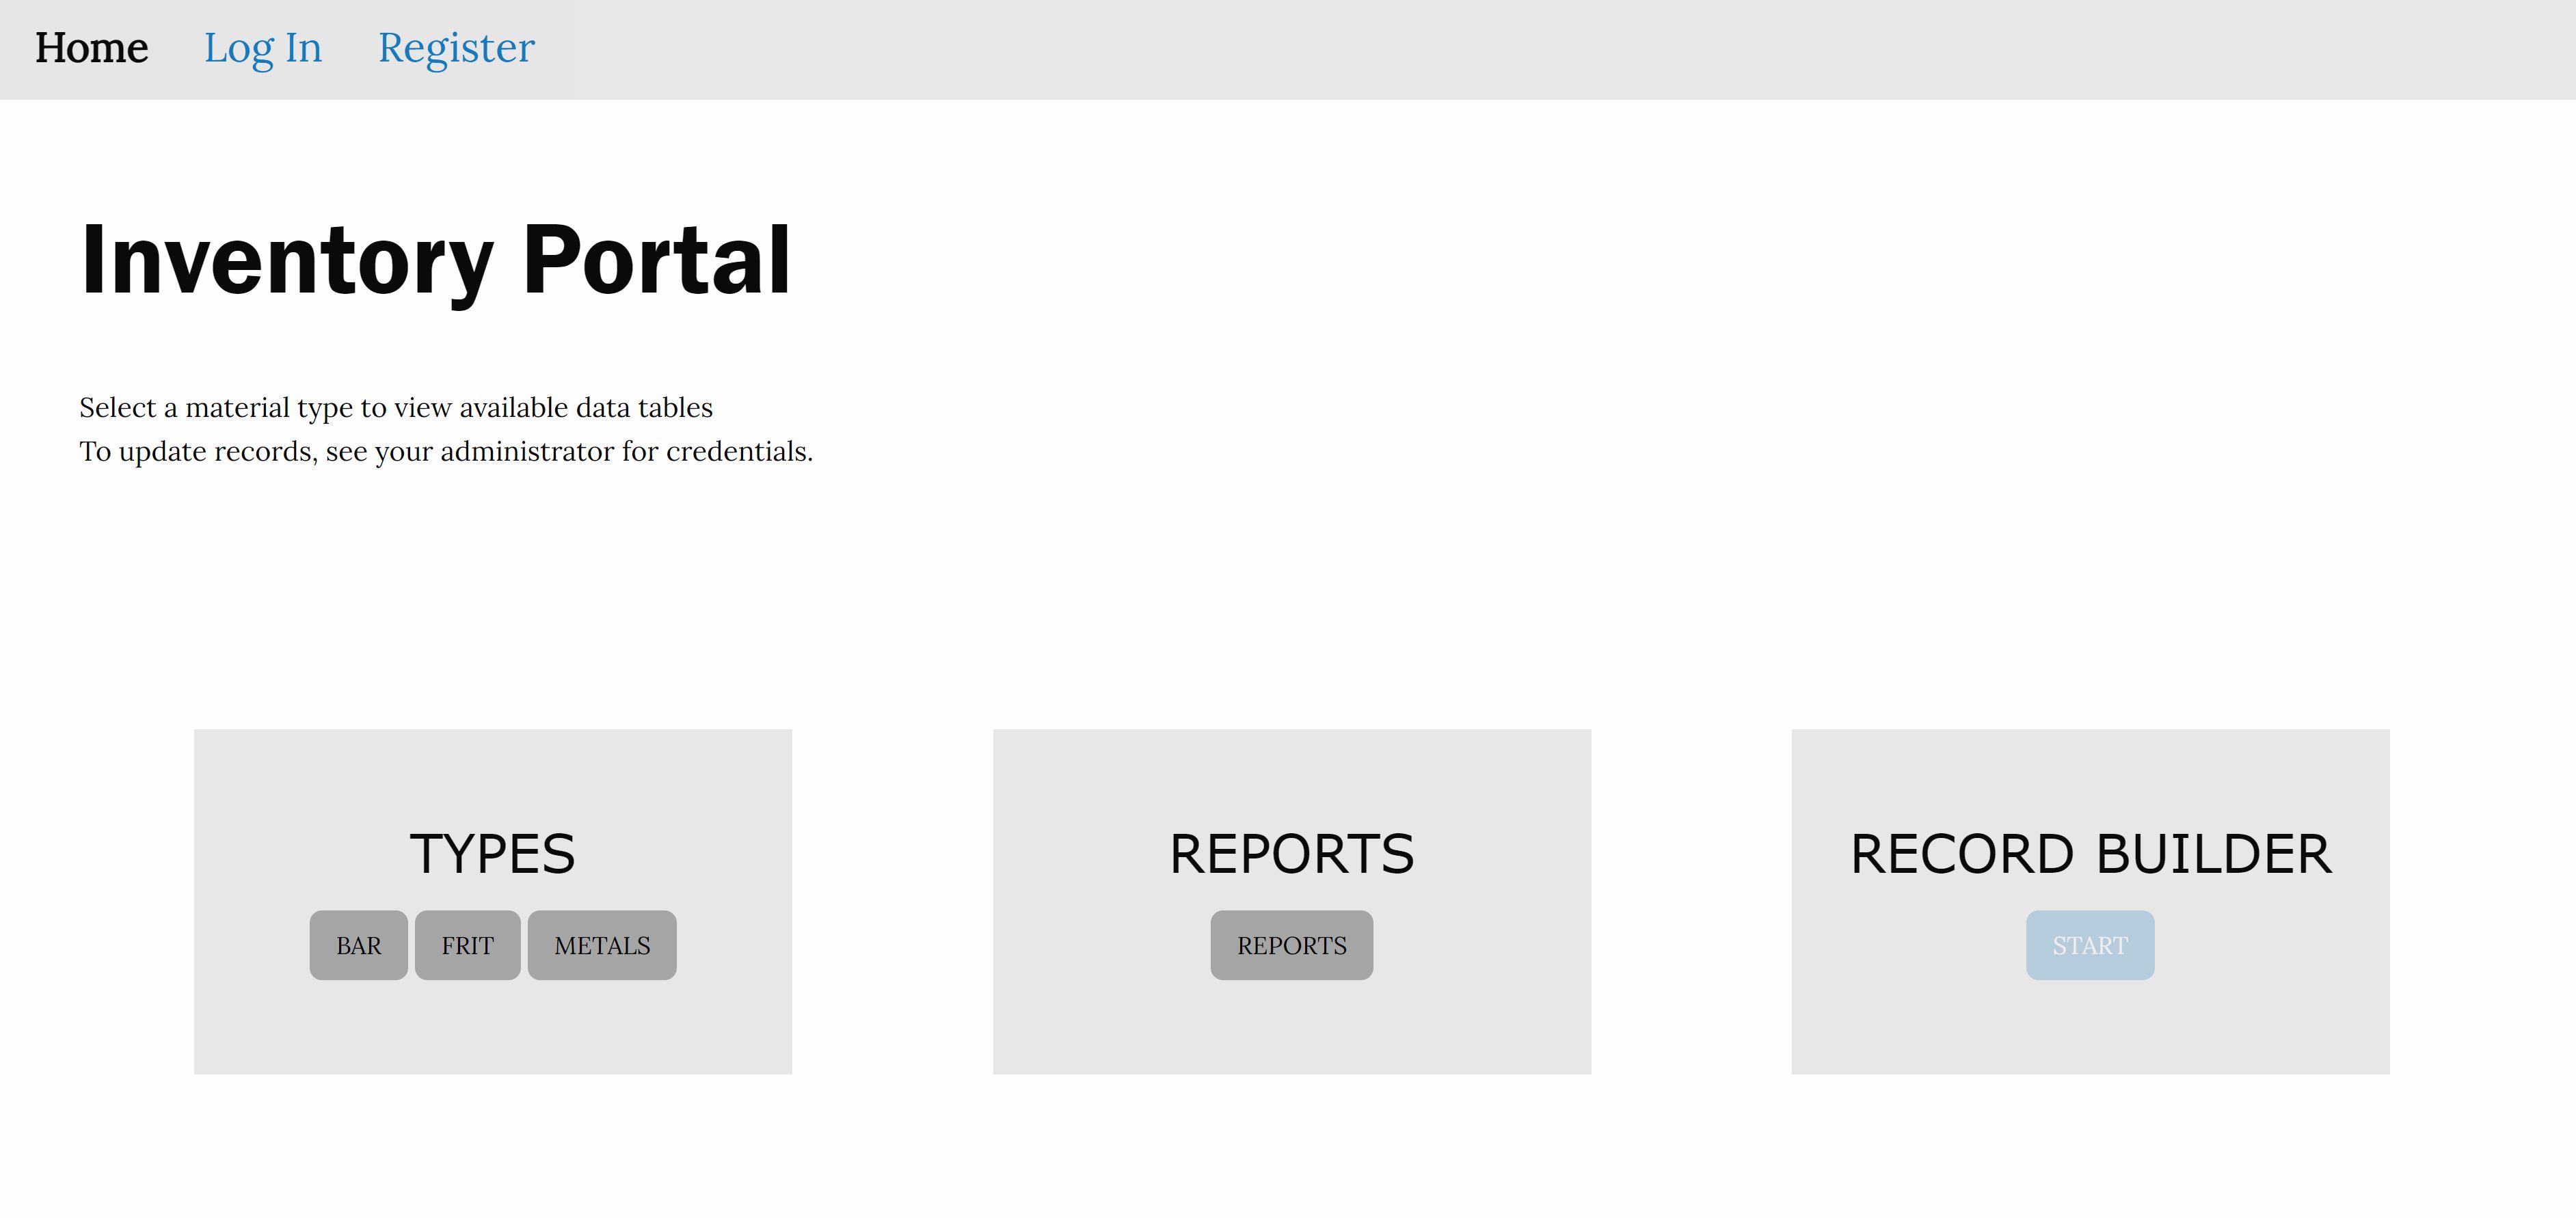 Home Log In Register
Inventory Portal
Select a material type to view available data tables
To update records, see your administrator for credentials.
TYPES
BAR FRIT METALS
REPORTS
REPORTS
RECORD BUILDER
START